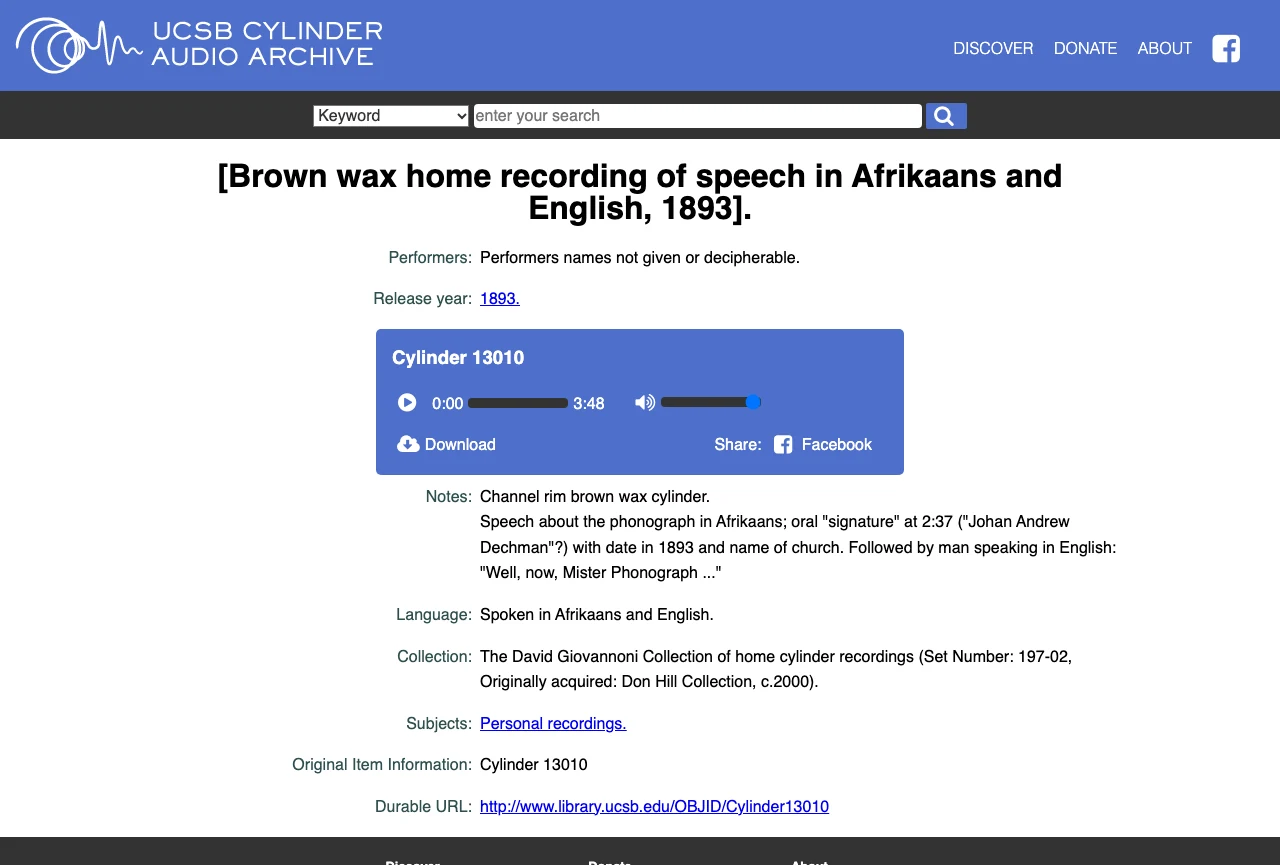 UCSB CYLINDER
AUDIO ARCHIVE
DISCOVER DONATE ABOUT
Keyword enter your search
[Brown wax home recording of speech in Afrikaans and
English, 1893].
Performers: Performers names not given or decipherable.
Release year: 1893.
Cylinder 13010
0:00 3:48
Download Share: Facebook
Notes: Channel rim brown wax cylinder.
Speech about the phonograph in Afrikaans; oral "signature" at 2:37 ("Johan Andrew
Dechman"?) with date in 1893 and name of church. Followed by man speaking in English:
"Well, now, Mister Phonograph ..."
Language: Spoken in Afrikaans and English.
Collection: The David Giovannoni Collection of home cylinder recordings (Set Number: 197-02,
Originally acquired: Don Hill Collection, c.2000).
Subjects: Personal recordings.
Original Item Information: Cylinder 13010
Durable URL: http://www.library.ucsb.edu/OBJID/Cylinder13010
Discover Donate About